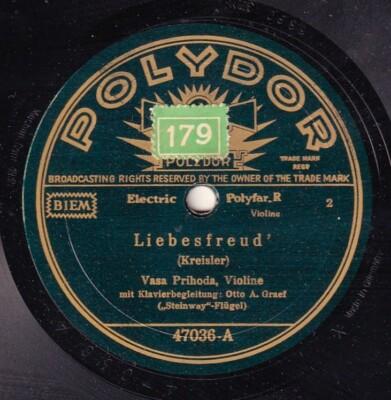 POLYDOR
179
POLYDOR
TRADE MARK
REGD
BROADCASTING RIGHTS RESERVED BY THE OWNER OF THE TRADE MARK
BIEM
Electric Polyfar.R
Violine
2
Liebesfreud'
(Kreisler)
Vasa Prihoda, Violine
mit Klavierbegleitung: Otto A. Graef
(„Steinway"-Flügel)
47036-A